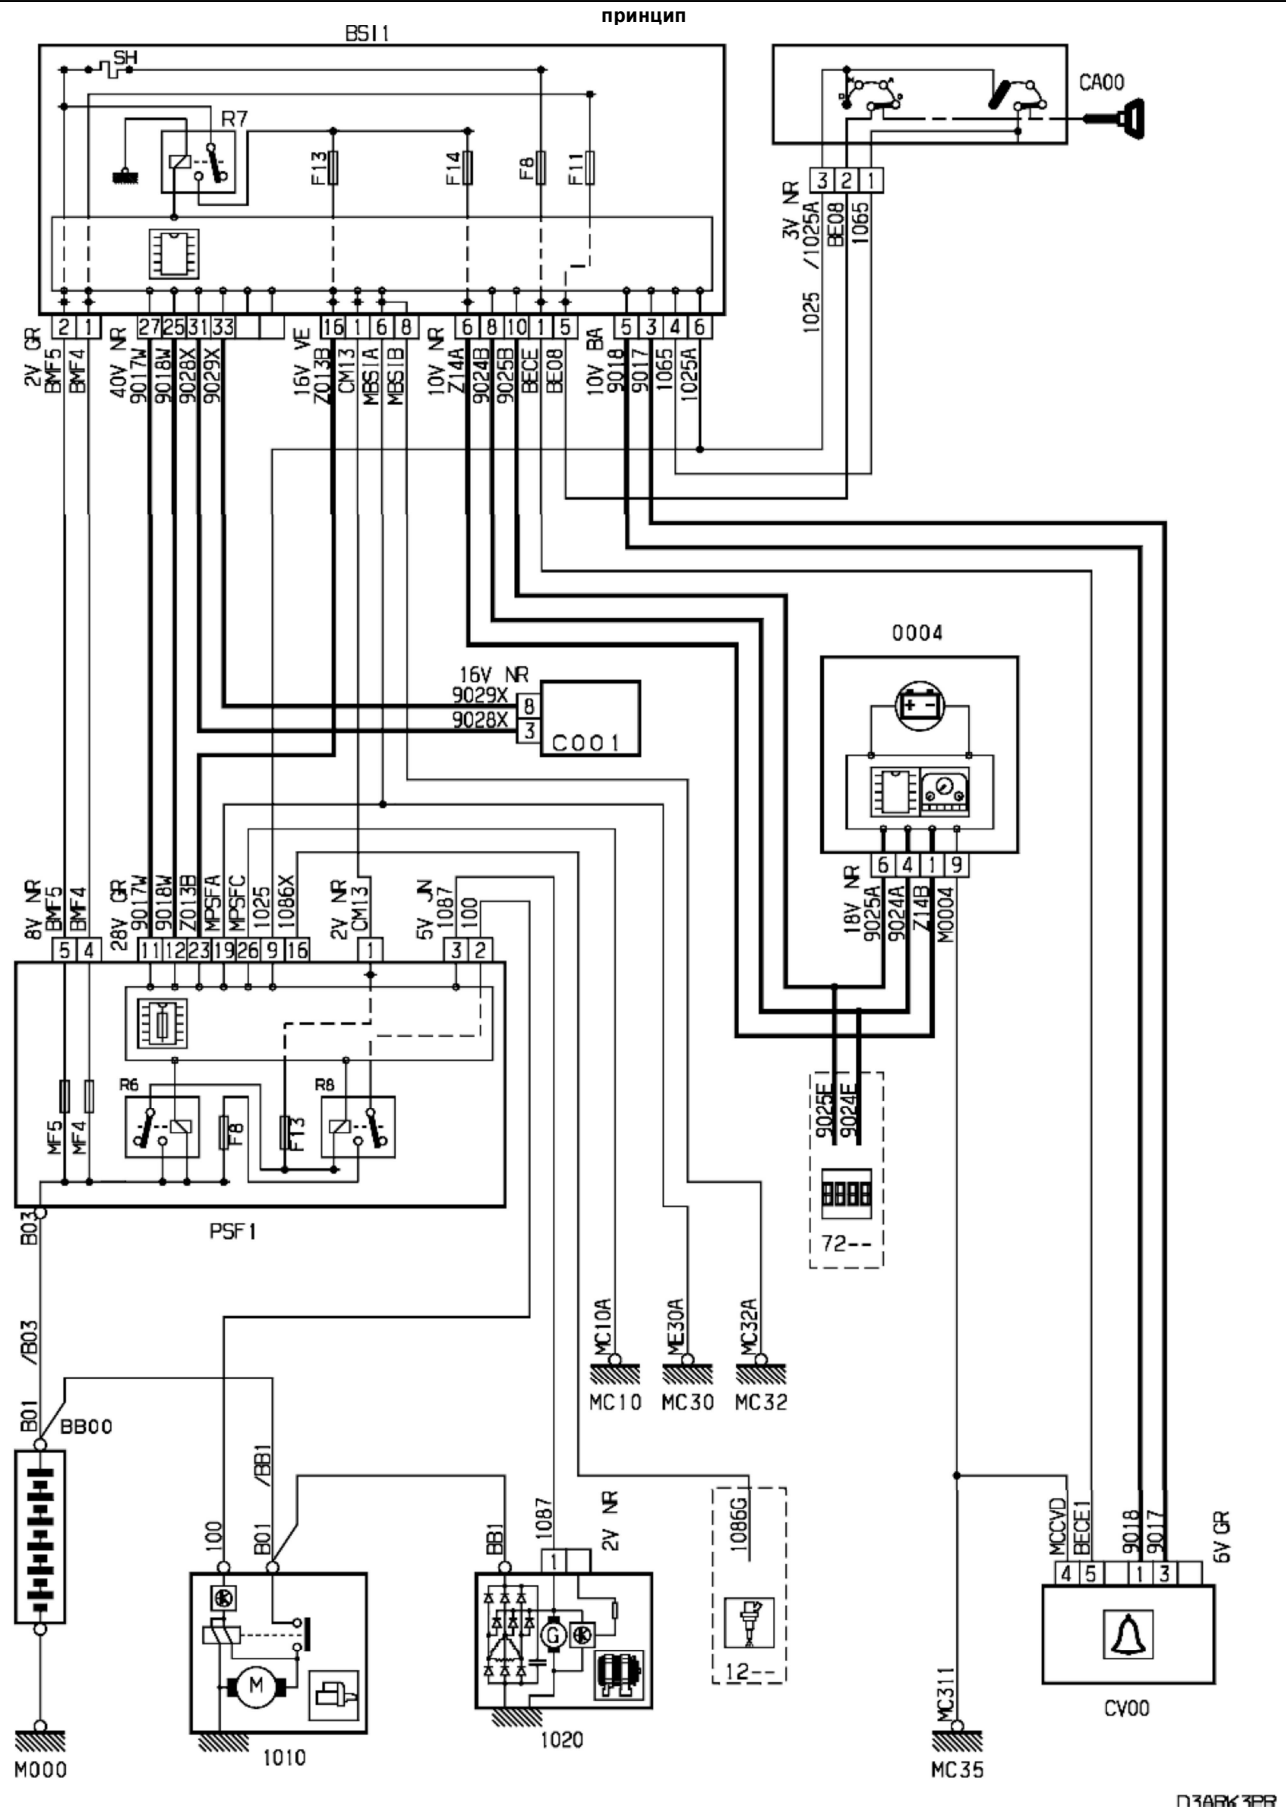 принцип
BSI1
SH
CA00
R7
F13
F14
F8
F11
3 2 1
3V NR
/1025A
BE08
1065
1025
2 1
27 25 31 33
16 1 6 8
6 8 10 1 5
5 3 4 6
2V GR
BMF5
BMF4
40V NR
9017W
9018W
9028X
9029X
16V VE
Z013B
CM13
MBS1A
MBS1B
10V NR
Z14A
9024B
9025B
BECE
BE08
10V BA
9018
9017
1065
1025A
0004
16V NR
9029X
9028X
8
3
C001
6 4 1 9
18V NR
9025A
9024A
Z14B
M0004
8V NR
BMF5
BMF4
28V GR
9017W
9018W
Z013B
MPSFA
MPSFC
1025
1086X
2V NR
CM13
5V JN
1087
100
5 4
11 12 23 19 26 9 16
1
3 2
R6
R8
MF5
MF4
F8
F13
9025E
9024E
72--
B03
PSF1
/B03
MC10A
ME30A
MC32A
MC10
MC30
MC32
B01
BB00
/BB1
100
B01
BB1
1087
2V NR
1
1086G
12--
MCCVD
BECE1
9018
9017
6V GR
4 5 1 3
M
G
MC311
CV00
M000
1010
1020
MC35
D3ARK3PR